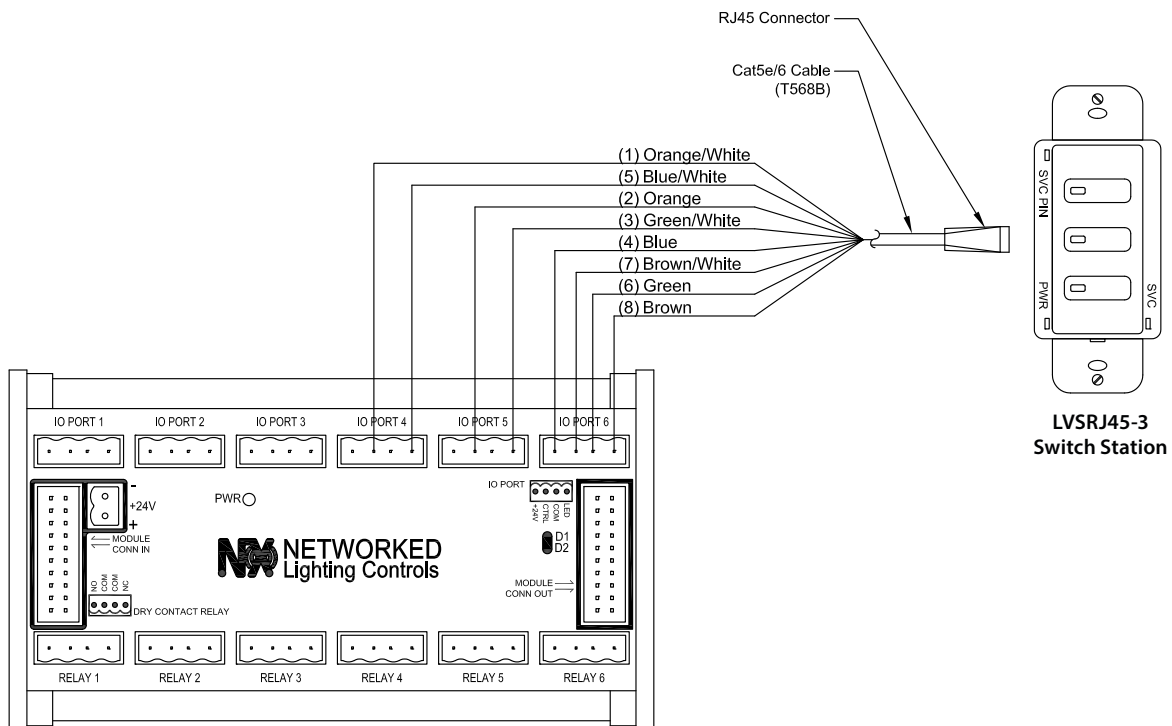 RJ45 Connector
Cat5e/6 Cable
(T568B)
(1) Orange/White
(5) Blue/White
(2) Orange
(3) Green/White
(4) Blue
(7) Brown/White
(6) Green
(8) Brown
SVC PIN
PWR
SVC
LVSRJ45-3
Switch Station
IO PORT 1
IO PORT 2
IO PORT 3
IO PORT 4
IO PORT 5
IO PORT 6
-
+24V
+
MODULE
CONN IN
PWR
IO PORT
+24V
CTRL
COM
LED
D1
D2
NX NETWORKED
Lighting Controls
MODULE
CONN OUT
NO
COM
COM
NC
DRY CONTACT RELAY
RELAY 1
RELAY 2
RELAY 3
RELAY 4
RELAY 5
RELAY 6